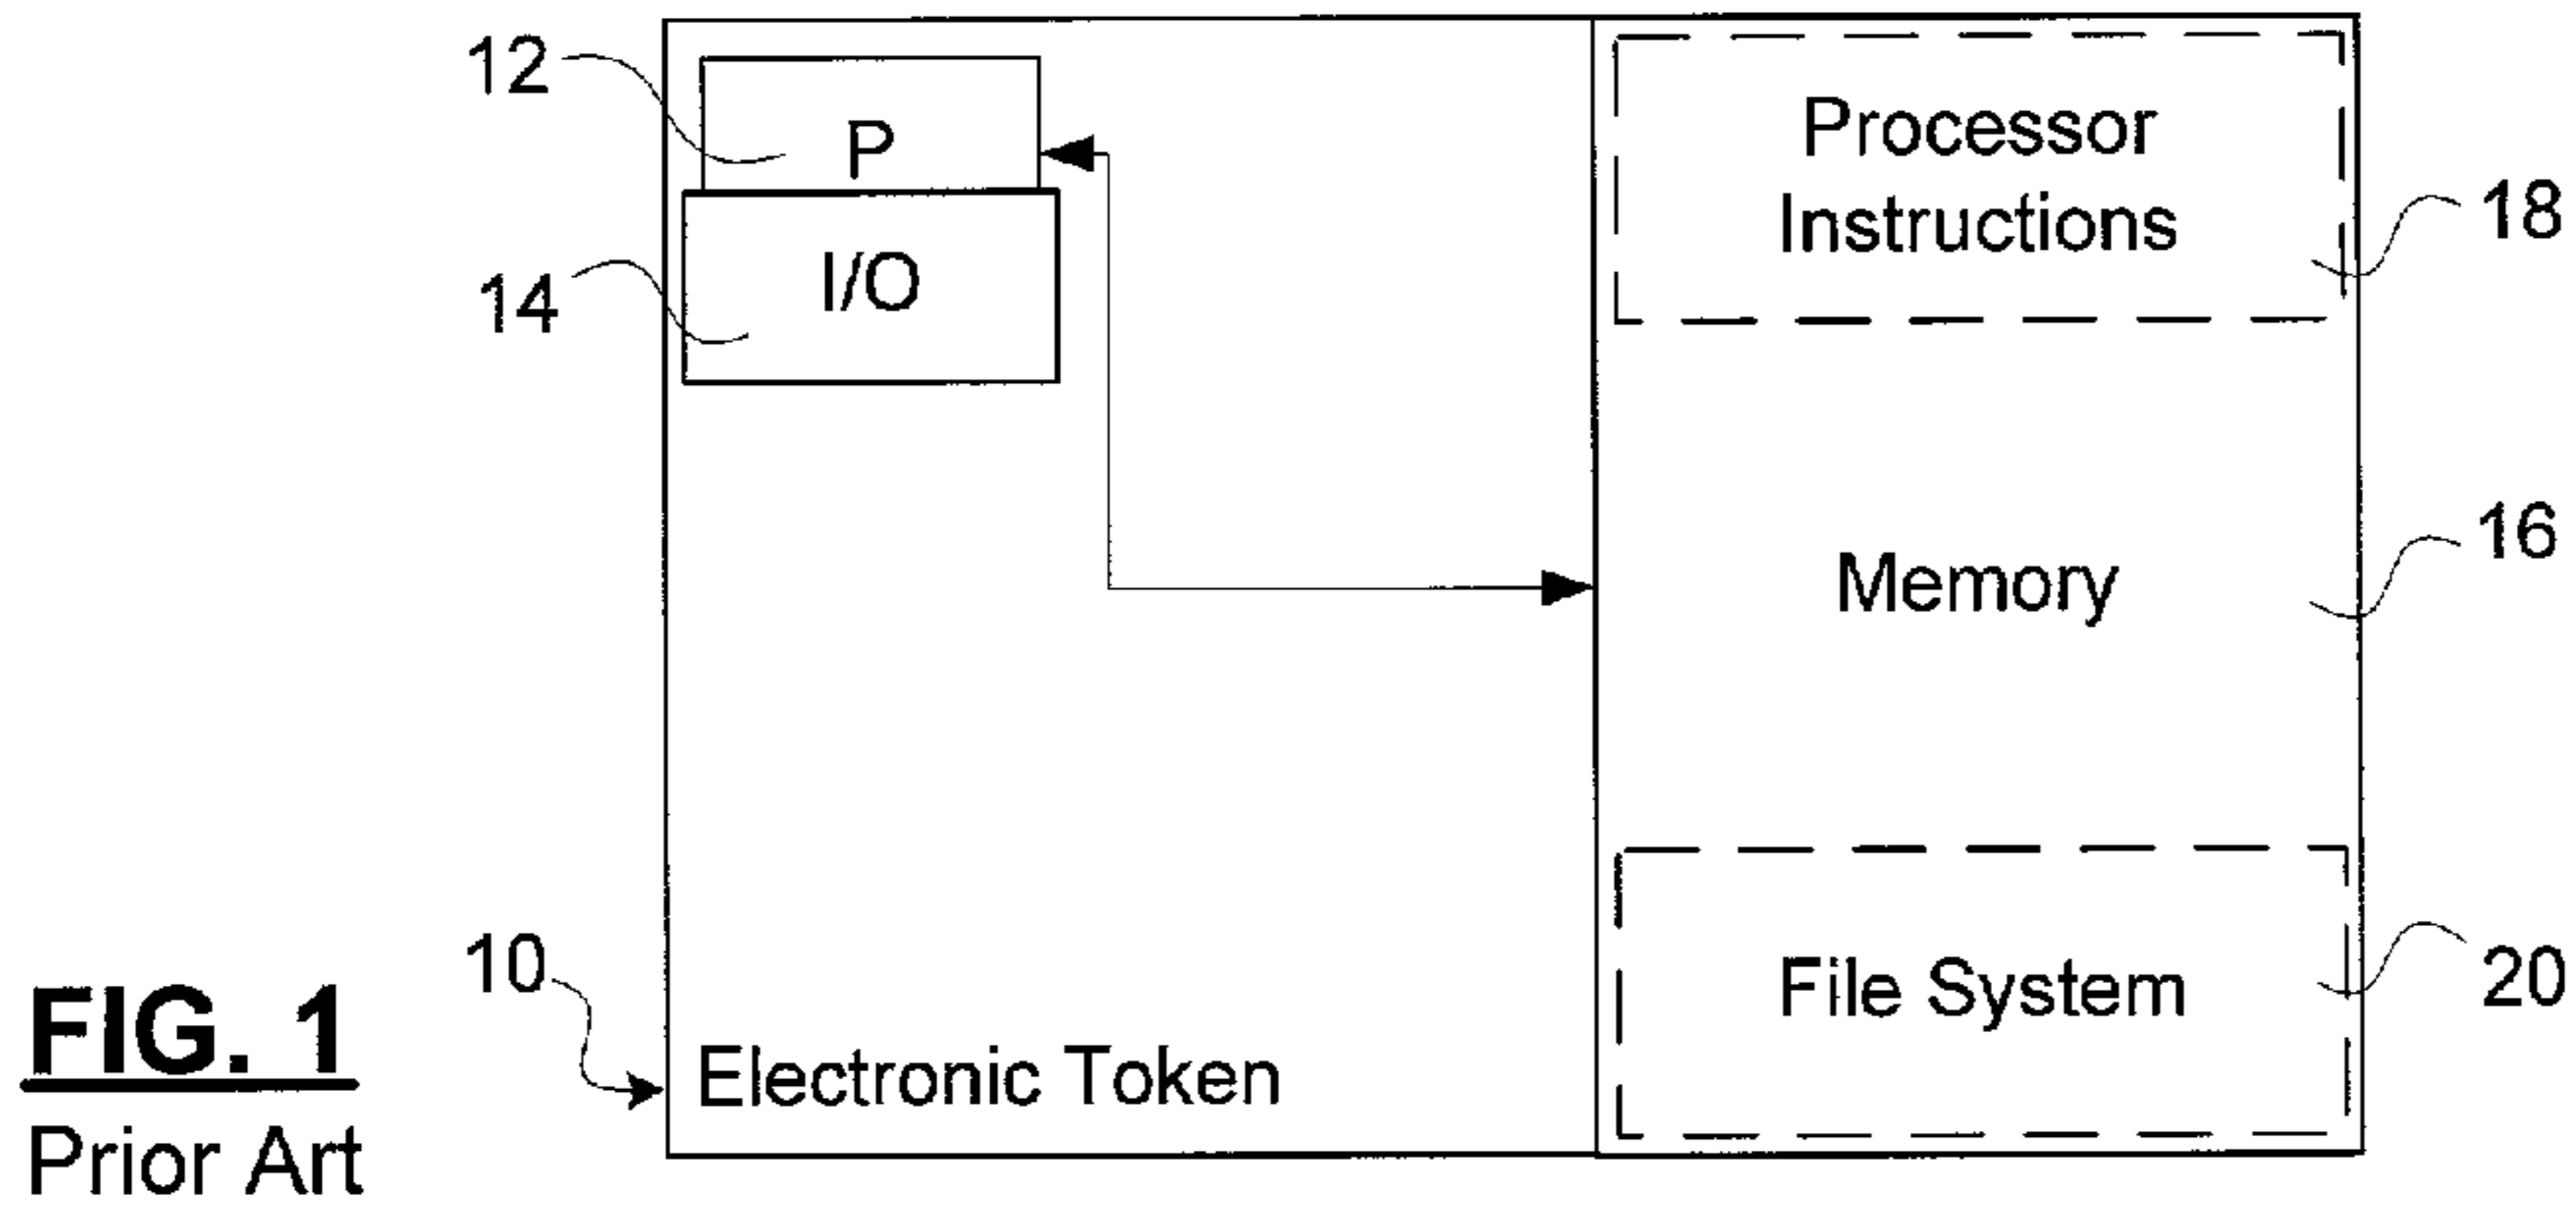 12
P
Processor
Instructions
18
14
I/O
16
Memory
10
File System
20
Electronic Token
FIG. 1
Prior Art